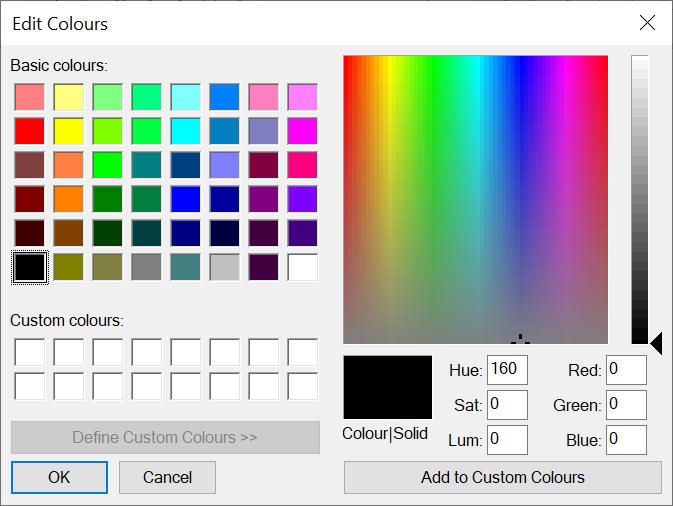 Edit Colours
Basic colours:
Custom colours:
Define Custom Colours >>
OK
Cancel
Colour|Solid
Hue: 160
Sat: 0
Lum: 0
Red: 0
Green: 0
Blue: 0
Add to Custom Colours